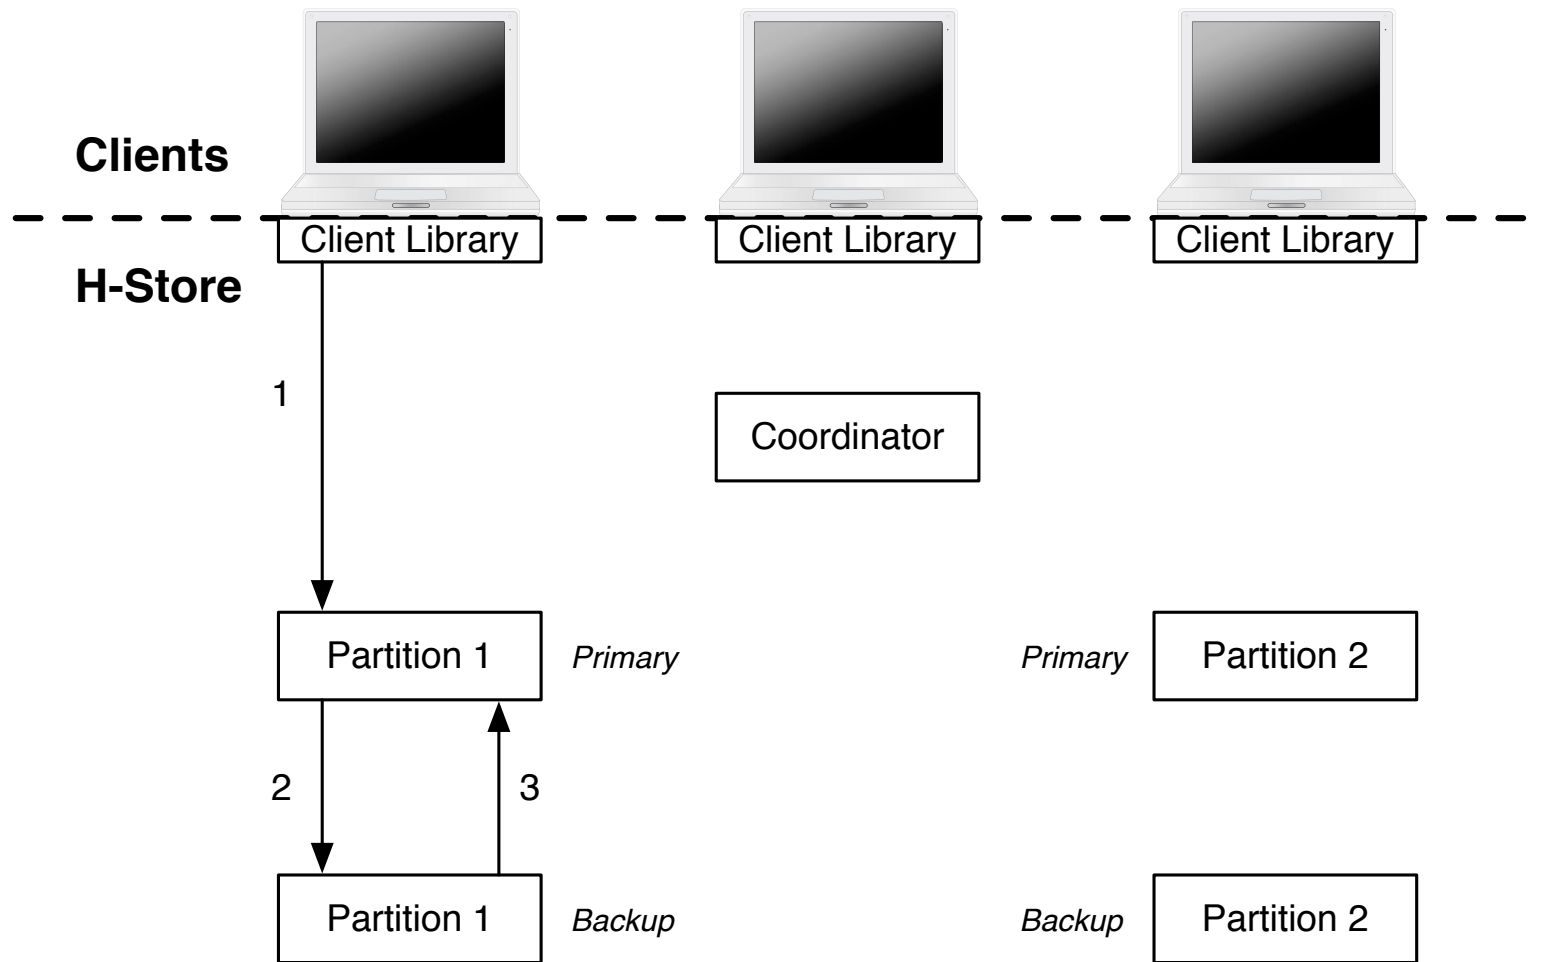 Clients
Client Library Client Library Client Library
H-Store
1
Coordinator
Partition 1 Primary Primary Partition 2
2 3
Partition 1 Backup Backup Partition 2